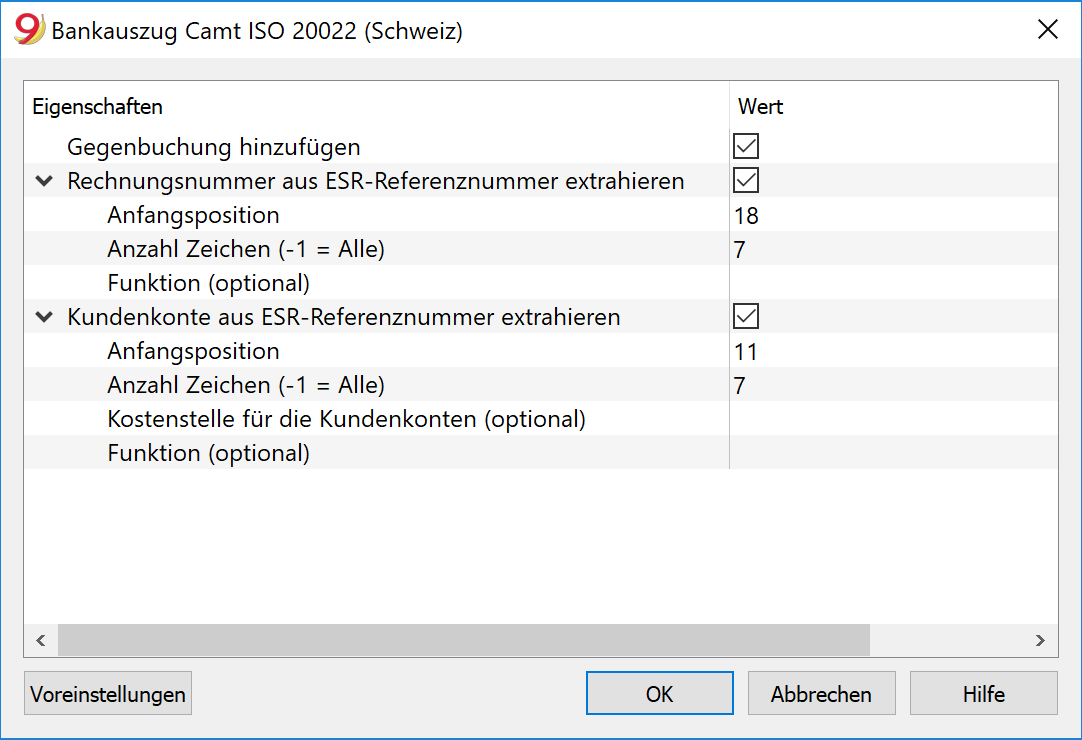 9 Bankauszug Camt ISO 20022 (Schweiz)
Eigenschaften Wert
Gegenbuchung hinzufügen
Rechnungsnummer aus ESR-Referenznummer extrahieren
Anfangsposition 18
Anzahl Zeichen (-1 = Alle) 7
Funktion (optional)
Kundenkonte aus ESR-Referenznummer extrahieren
Anfangsposition 11
Anzahl Zeichen (-1 = Alle) 7
Kostenstelle für die Kundenkonten (optional)
Funktion (optional)
Voreinstellungen OK Abbrechen Hilfe